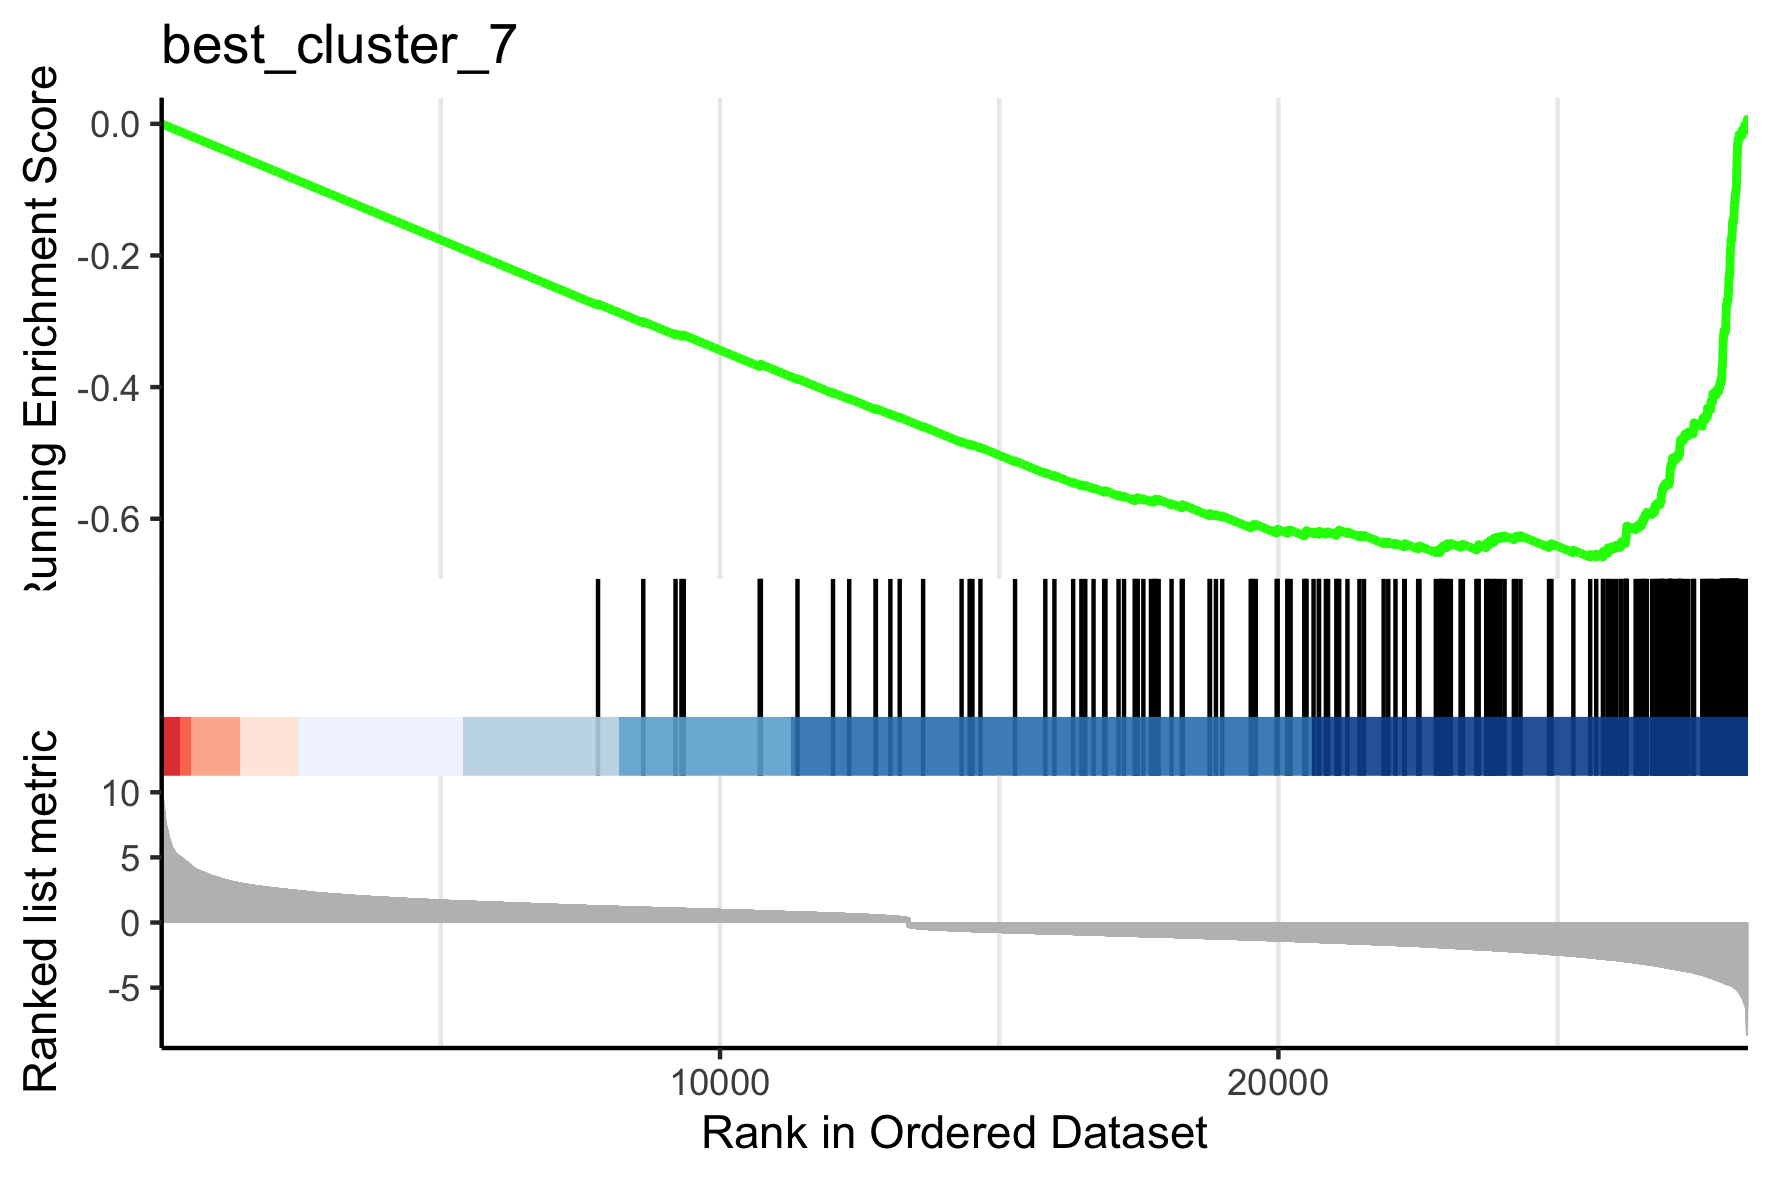 best_cluster_7
Running Enrichment Score
0.0
-0.2
-0.4
-0.6
Ranked list metric
10
5
0
-5
10000
20000
Rank in Ordered Dataset